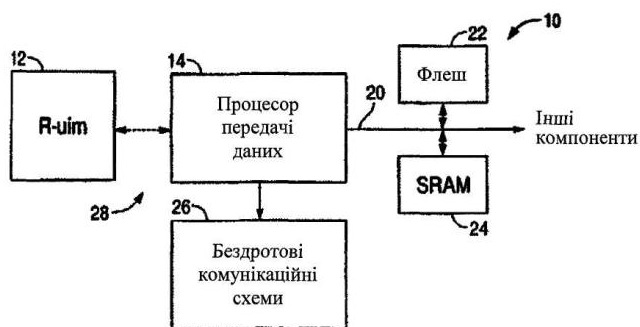 10
22
12
14
Флеш
R-uim
Процесор
передачі
даних
20
Інші
компоненти
SRAM
28
26
24
Бездротові
комунікаційні
схеми